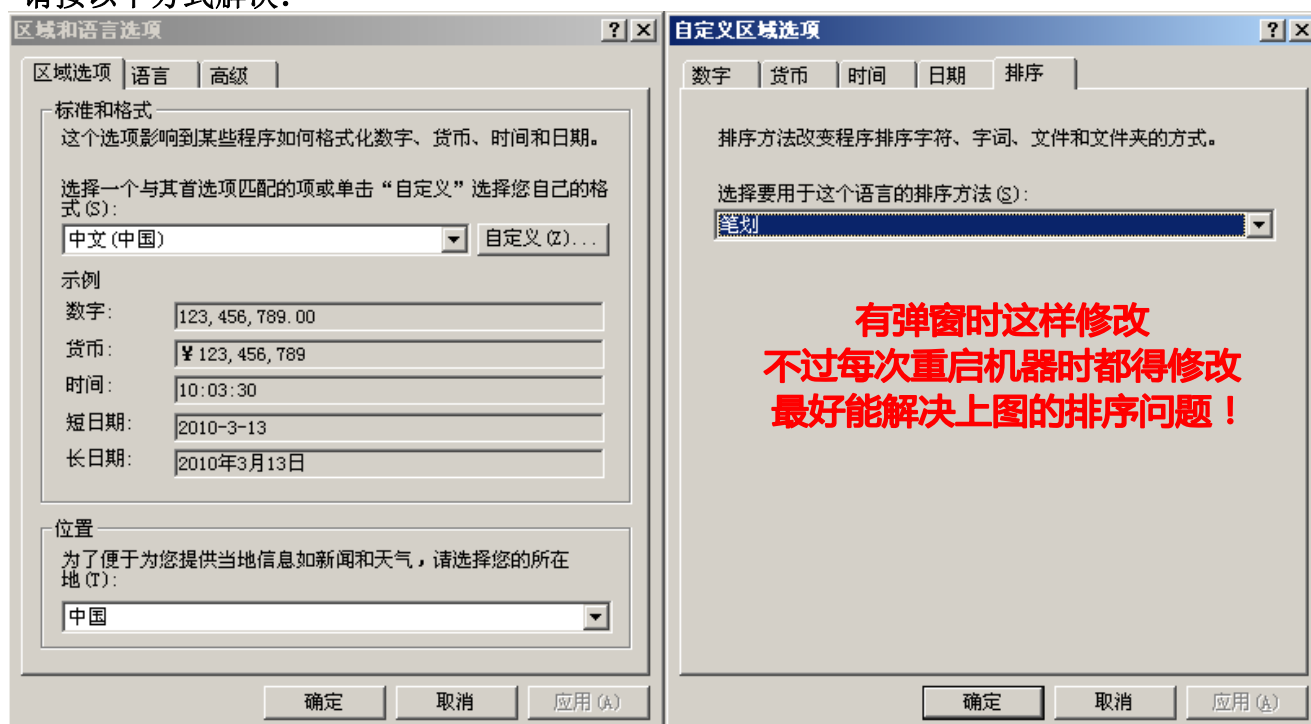 请按以下方式解决：
区域和语言选项
区域选项 语言 高级
标准和格式
这个选项影响到某些程序如何格式化数字、货币、时间和日期。
选择一个与其首选项匹配的项或单击“自定义”选择您自己的格
式(S):
中文(中国) 自定义(Z)...
示例
数字: 123,456,789.00
货币: ¥123,456,789
时间: 10:03:30
短日期: 2010-3-13
长日期: 2010年3月13日
位置
为了便于为您提供当地信息如新闻和天气，请选择您的所在
地(T):
中国
确定 取消 应用(A)
自定义区域选项
数字 货币 时间 日期 排序
排序方法改变程序排序字符、字词、文件和文件夹的方式。
选择要用于这个语言的排序方法(S):
笔划
有弹窗时这样修改
不过每次重启机器时都得修改
最好能解决上图的排序问题！
确定 取消 应用(A)